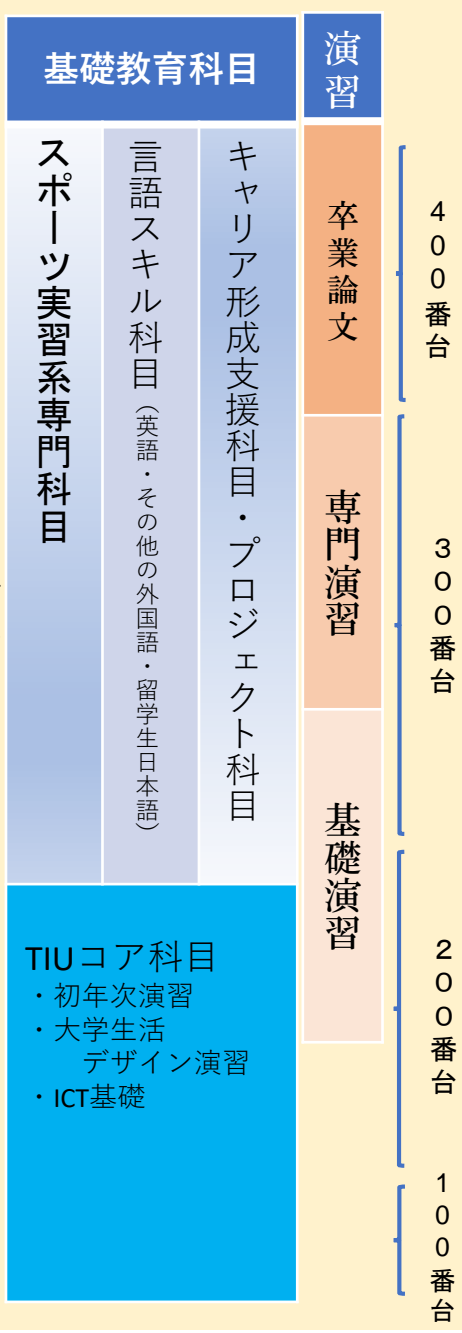 基礎教育科目
演習
スポーツ実習系専門科目
言語スキル科目（英語・その他の外国語・留学生日本語）
キャリア形成支援科目・プロジェクト科目
卒業論文
専門演習
基礎演習
TIUコア科目
・初年次演習
・大学生活
デザイン演習
・ICT基礎
４００番台
３００番台
２００番台
１００番台